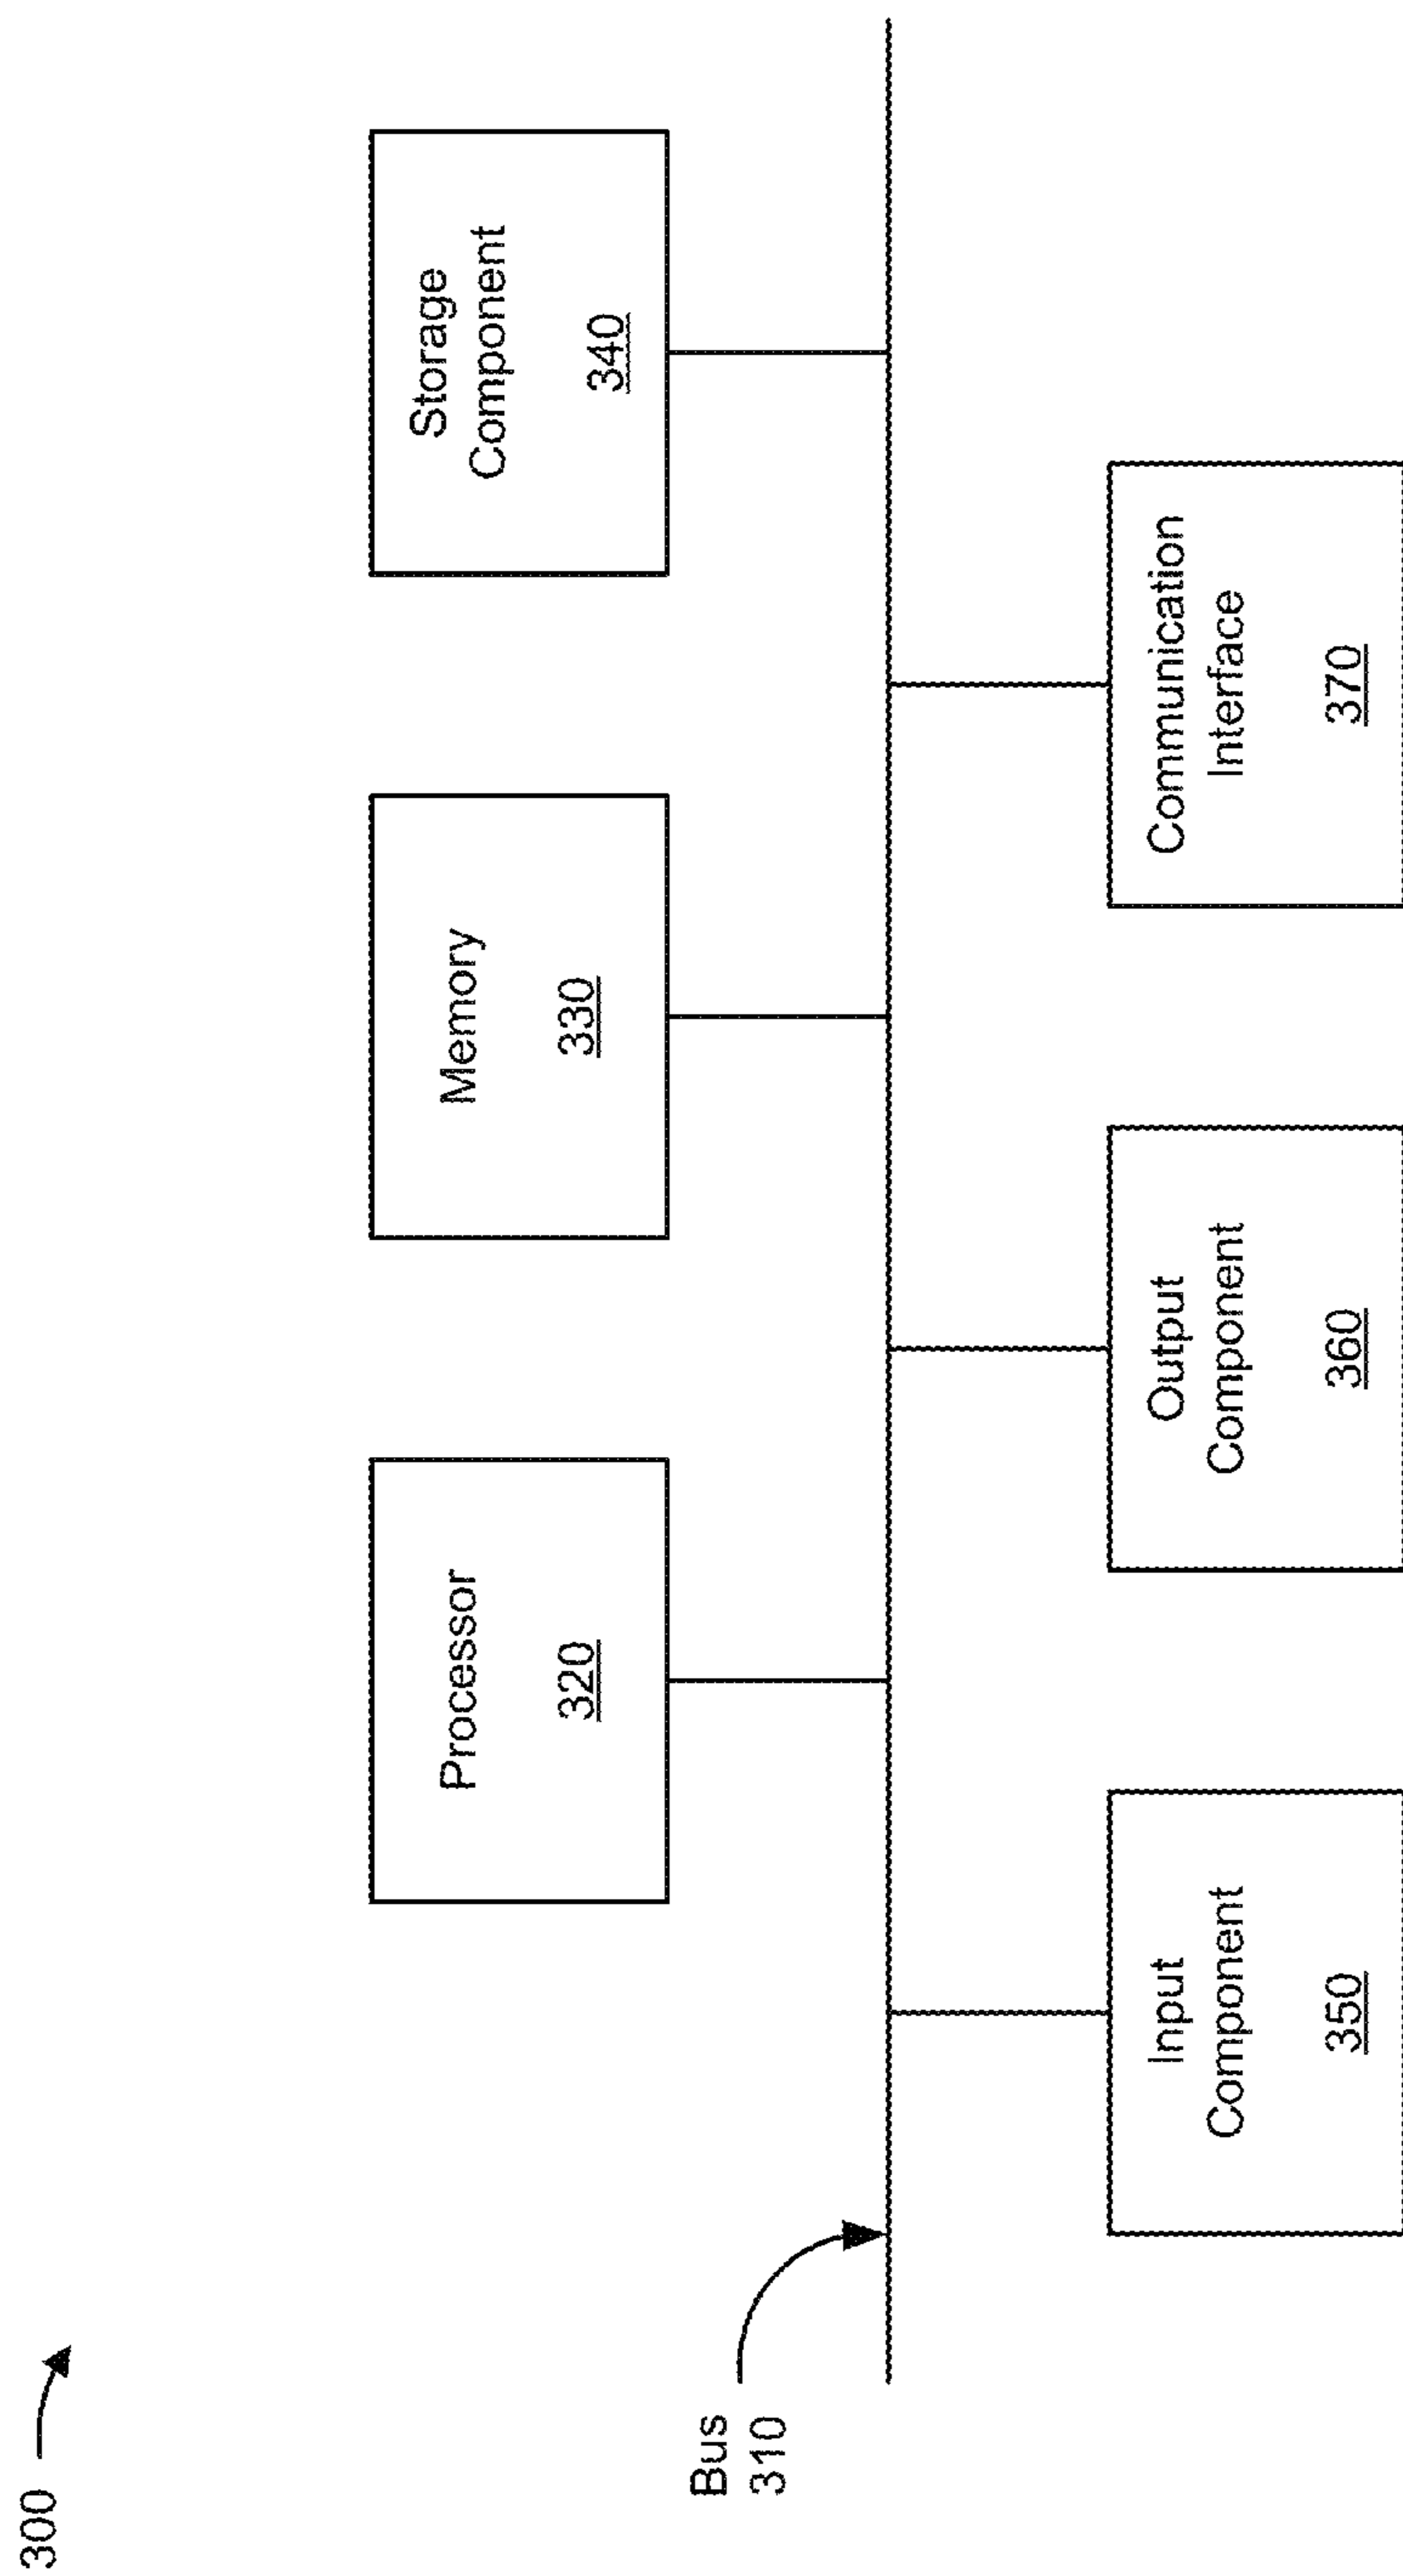 300
Bus
310
Processor
320
Memory
330
Storage
Component
340
Input
Component
350
Output
Component
360
Communication
Interface
370